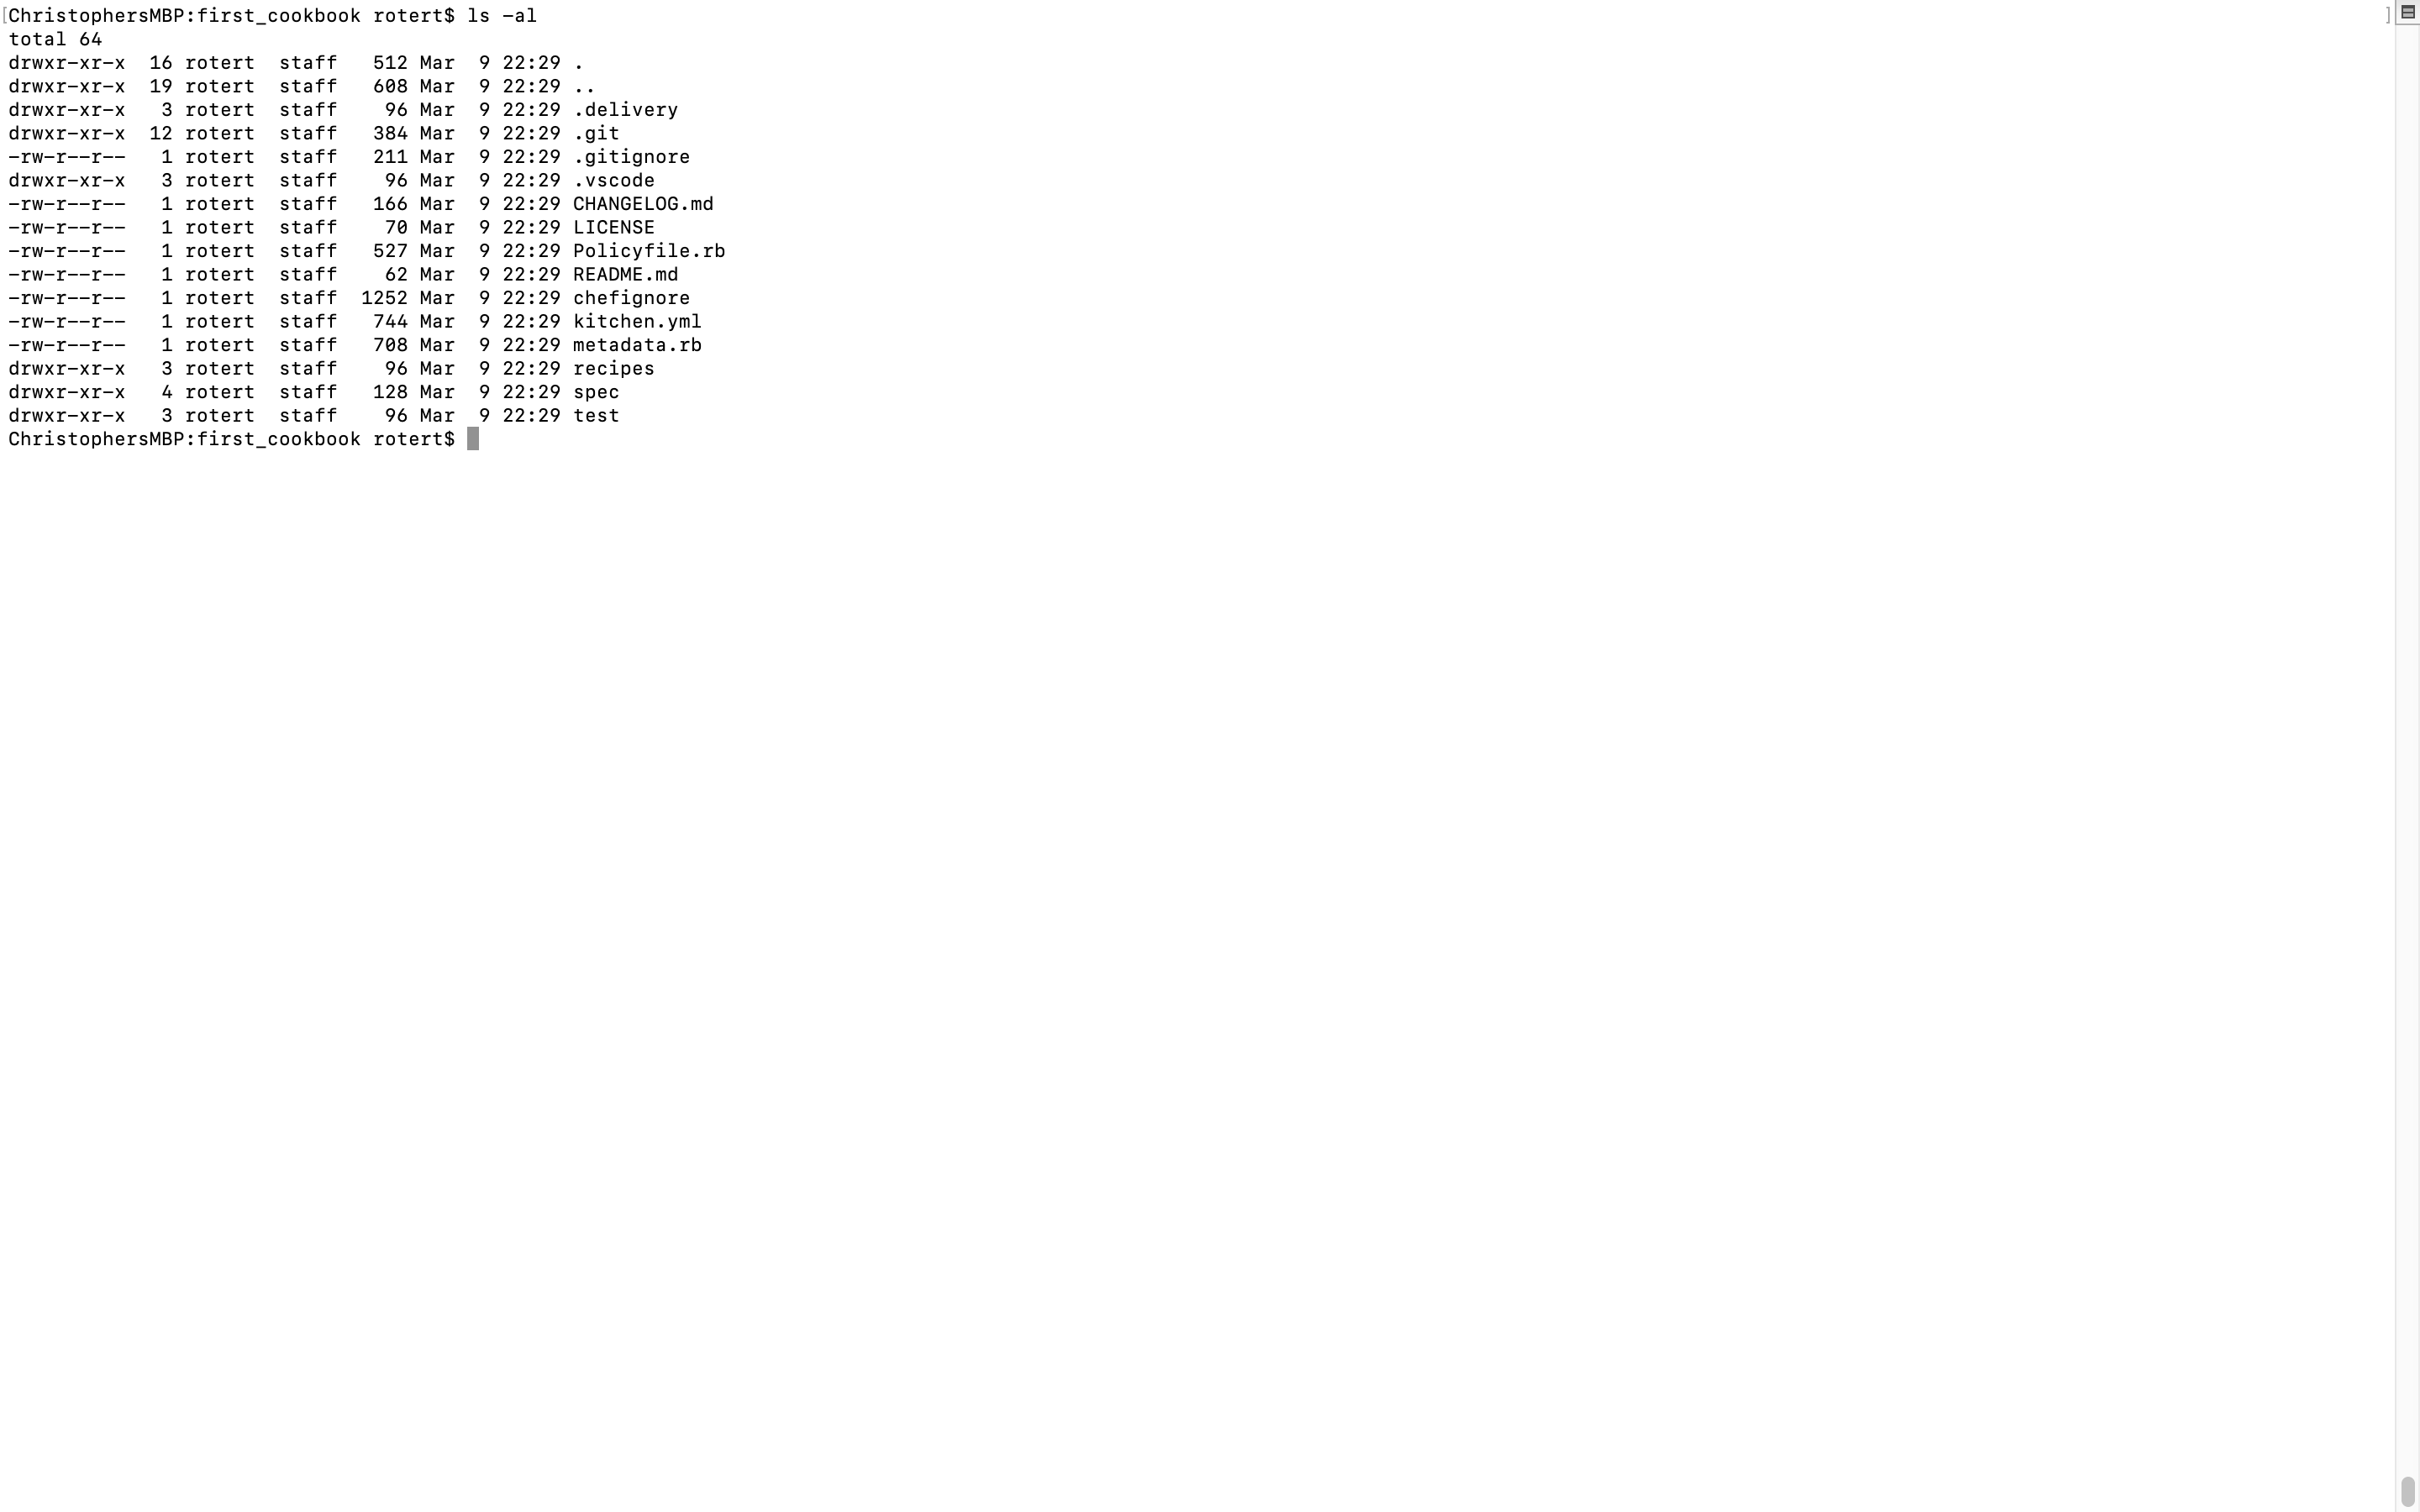 [ChristophersMBP:first_cookbook rotert$ ls -al ]
total 64
drwxr-xr-x  16 rotert  staff   512 Mar  9 22:29 .
drwxr-xr-x  19 rotert  staff   608 Mar  9 22:29 ..
drwxr-xr-x   3 rotert  staff    96 Mar  9 22:29 .delivery
drwxr-xr-x  12 rotert  staff   384 Mar  9 22:29 .git
-rw-r--r--   1 rotert  staff   211 Mar  9 22:29 .gitignore
drwxr-xr-x   3 rotert  staff    96 Mar  9 22:29 .vscode
-rw-r--r--   1 rotert  staff   166 Mar  9 22:29 CHANGELOG.md
-rw-r--r--   1 rotert  staff    70 Mar  9 22:29 LICENSE
-rw-r--r--   1 rotert  staff   527 Mar  9 22:29 Policyfile.rb
-rw-r--r--   1 rotert  staff    62 Mar  9 22:29 README.md
-rw-r--r--   1 rotert  staff  1252 Mar  9 22:29 chefignore
-rw-r--r--   1 rotert  staff   744 Mar  9 22:29 kitchen.yml
-rw-r--r--   1 rotert  staff   708 Mar  9 22:29 metadata.rb
drwxr-xr-x   3 rotert  staff    96 Mar  9 22:29 recipes
drwxr-xr-x   4 rotert  staff   128 Mar  9 22:29 spec
drwxr-xr-x   3 rotert  staff    96 Mar  9 22:29 test
ChristophersMBP:first_cookbook rotert$